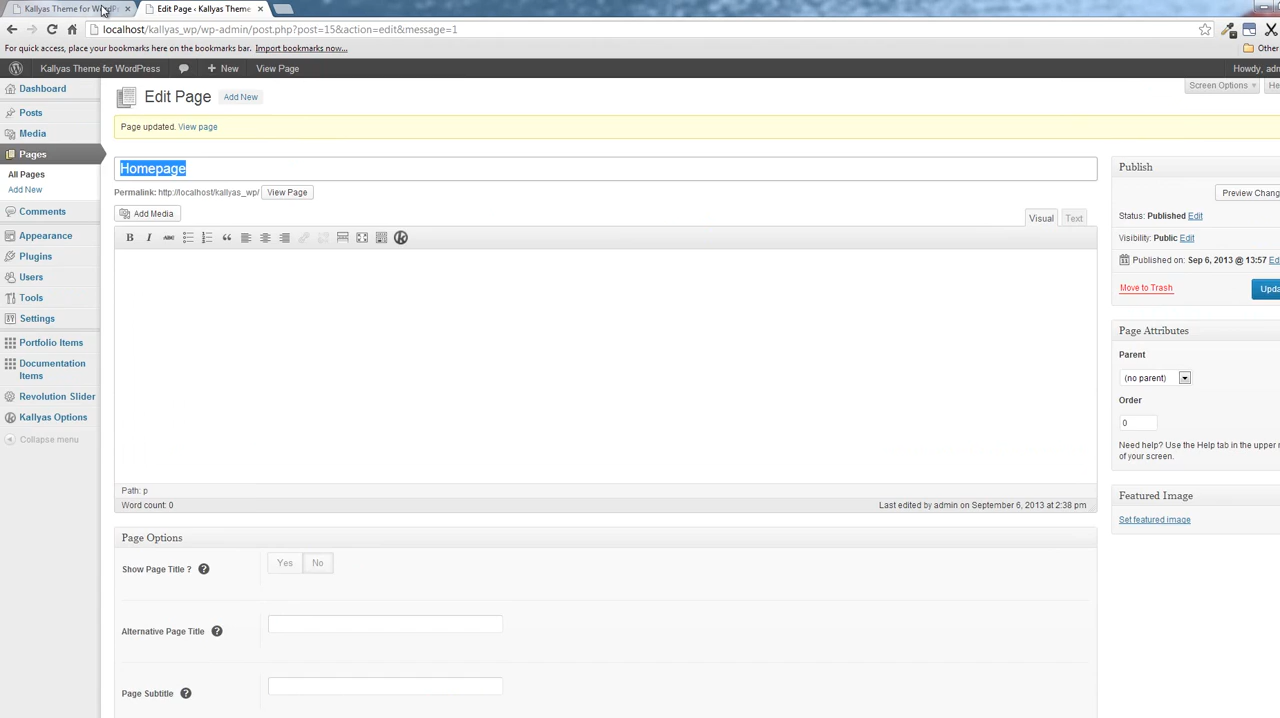 Kallyas Theme for WordPr
Edit Page ‹ Kallyas Theme
localhost/kallyas_wp/wp-admin/post.php?post=15&action=edit&message=1
For quick access, place your bookmarks here on the bookmarks bar. Import bookmarks now...
Other
Kallyas Theme for WordPress
+ New
View Page
Howdy, adm
Dashboard
Posts
Media
Pages
All Pages
Add New
Comments
Appearance
Plugins
Users
Tools
Settings
Portfolio Items
Documentation
Items
Revolution Slider
Kallyas Options
Collapse menu
Edit Page
Add New
Screen Options
He
Page updated. View page
Homepage
Permalink: http://localhost/kallyas_wp/ View Page
Add Media
Visual
Text
B I ABC
Path: p
Word count: 0
Last edited by admin on September 6, 2013 at 2:38 pm
Page Options
Show Page Title ?
Yes
No
Alternative Page Title
Page Subtitle
Publish
Preview Chang
Status: Published Edit
Visibility: Public Edit
Published on: Sep 6, 2013 @ 13:57 Ed
Move to Trash
Upda
Page Attributes
Parent
(no parent)
Order
0
Need help? Use the Help tab in the upper r
of your screen.
Featured Image
Set featured image